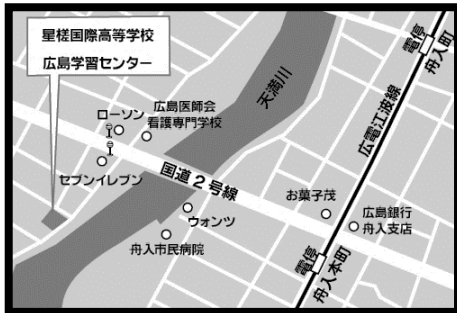 星槎国際高等学校
広島学習センター
ローソン
広島医師会
看護専門学校
セブンイレブン
天満川
国道2号線
ウォンツ
舟入市民病院
お菓子茂
広島銀行
舟入支店
広電江波線
電停
舟入町
電停
舟入本町